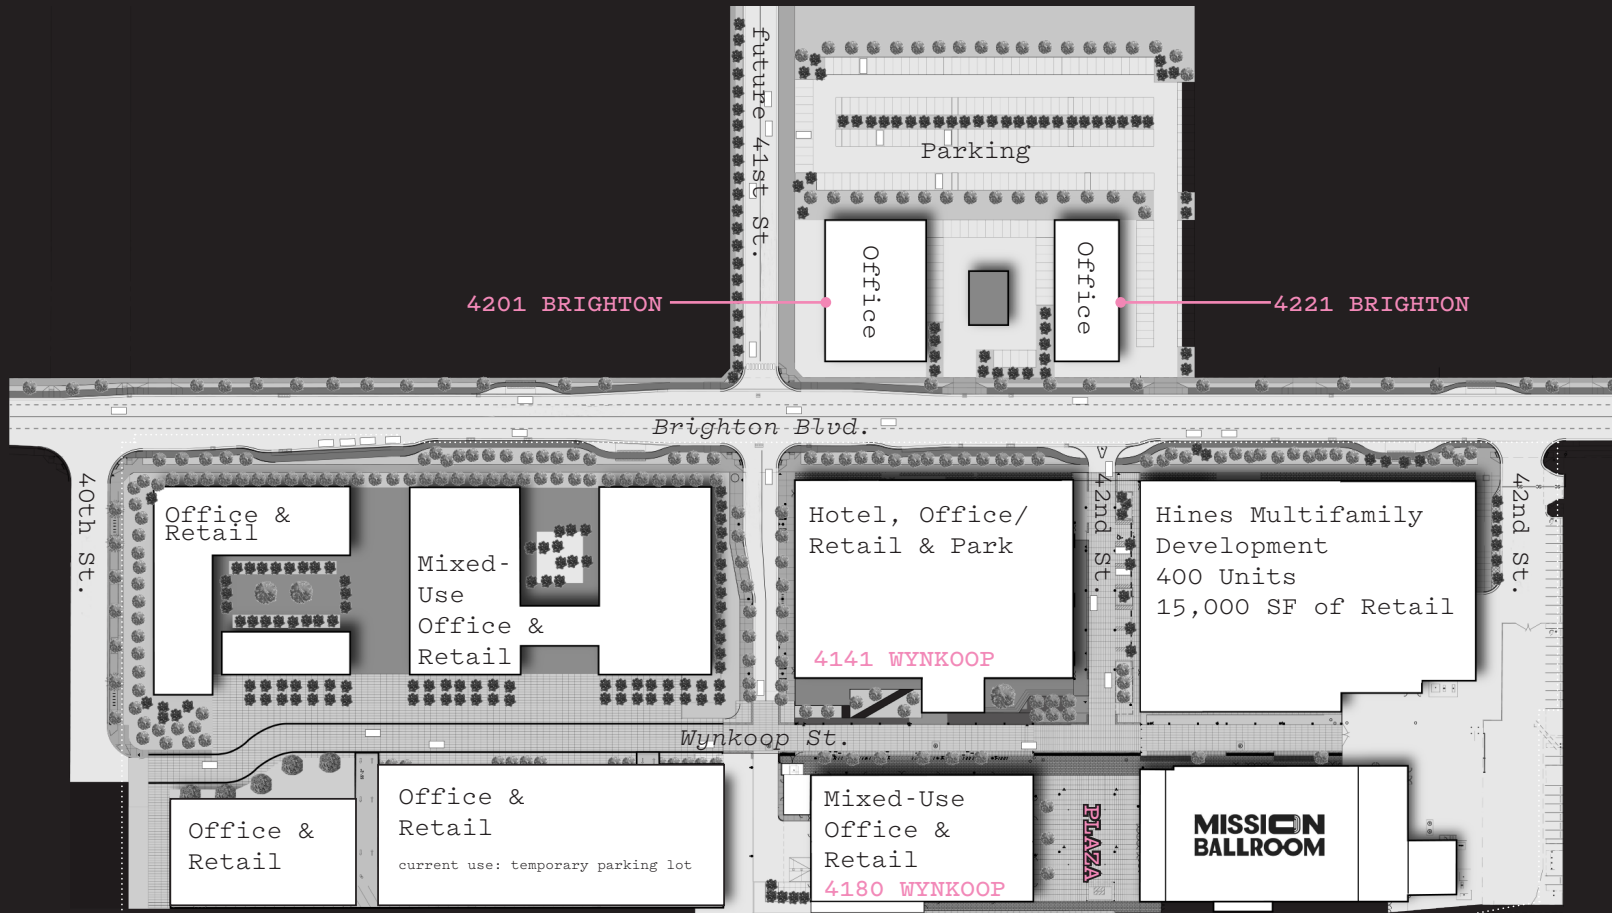 future 41st St.
Parking
Office
Office
4201 BRIGHTON
4221 BRIGHTON
Brighton Blvd.
40th St.
Office &
Retail
Mixed-
Use
Office &
Retail
Hotel, Office/
Retail & Park
4141 WYNKOOP
42nd St.
Hines Multifamily
Development
400 Units
15,000 SF of Retail
42nd St.
Wynkoop St.
Office &
Retail
Office &
Retail
current use: temporary parking lot
Mixed-Use
Office &
Retail
4180 WYNKOOP
PLAZA
MISSION
BALLROOM